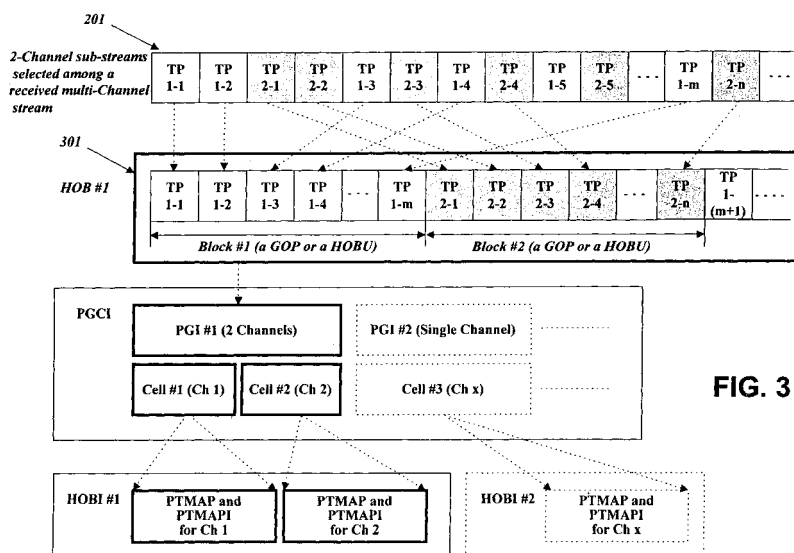 201
2-Channel sub-streams
selected among a
received multi-Channel
stream
TP 1-1 TP 1-2 TP 2-1 TP 2-2 TP 1-3 TP 2-3 TP 1-4 TP 2-4 TP 1-5 TP 2-5 - - - TP 1-m TP 2-n - - -
301
HOB #1
TP 1-1 TP 1-2 TP 1-3 TP 1-4 - - - TP 1-m TP 2-1 TP 2-2 TP 2-3 TP 2-4 - - - TP 2-n TP 1-(m+1) - - - -
Block #1 (a GOP or a HOBU) Block #2 (a GOP or a HOBU)
PGCI
PGI #1 (2 Channels) PGI #2 (Single Channel)
Cell #1 (Ch 1) Cell #2 (Ch 2) Cell #3 (Ch x)
FIG. 3
HOBI #1
PTMAP and
PTMAPI
for Ch 1
PTMAP and
PTMAPI
for Ch 2
HOBI #2
PTMAP and
PTMAPI
for Ch x